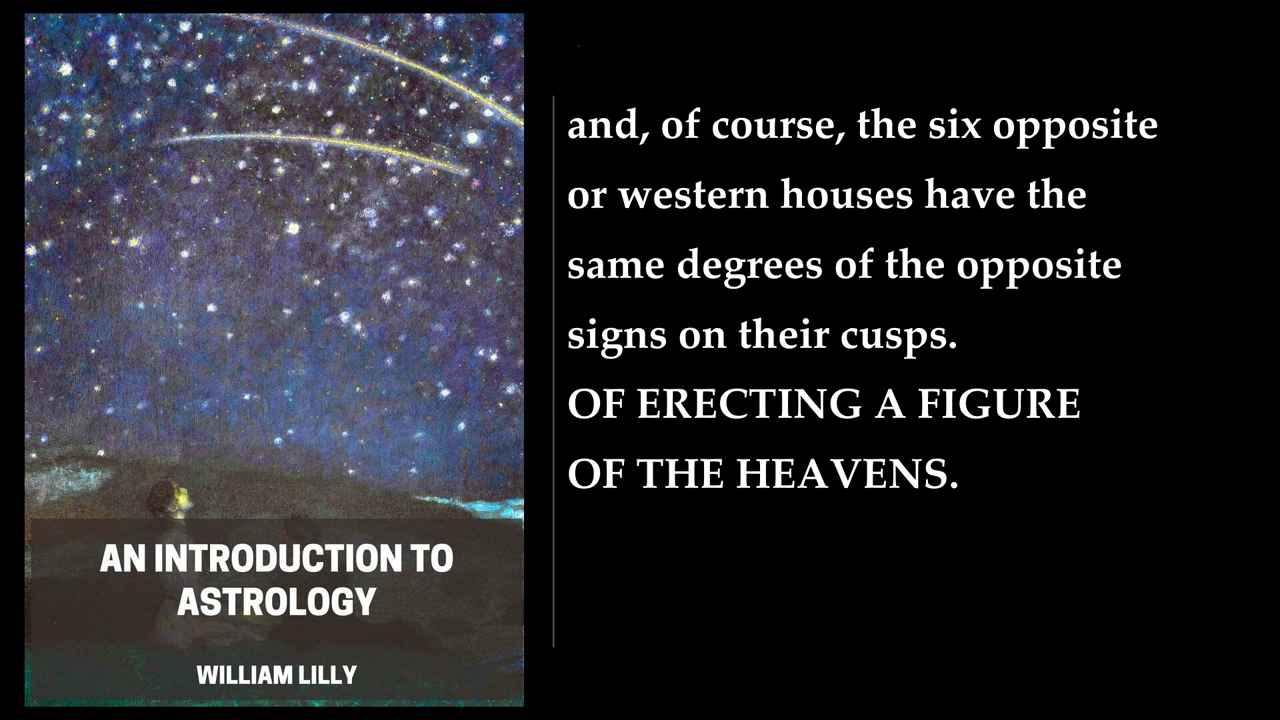 AN INTRODUCTION TO
ASTROLOGY
WILLIAM LILLY
and, of course, the six opposite
or western houses have the
same degrees of the opposite
signs on their cusps.
OF ERECTING A FIGURE
OF THE HEAVENS.